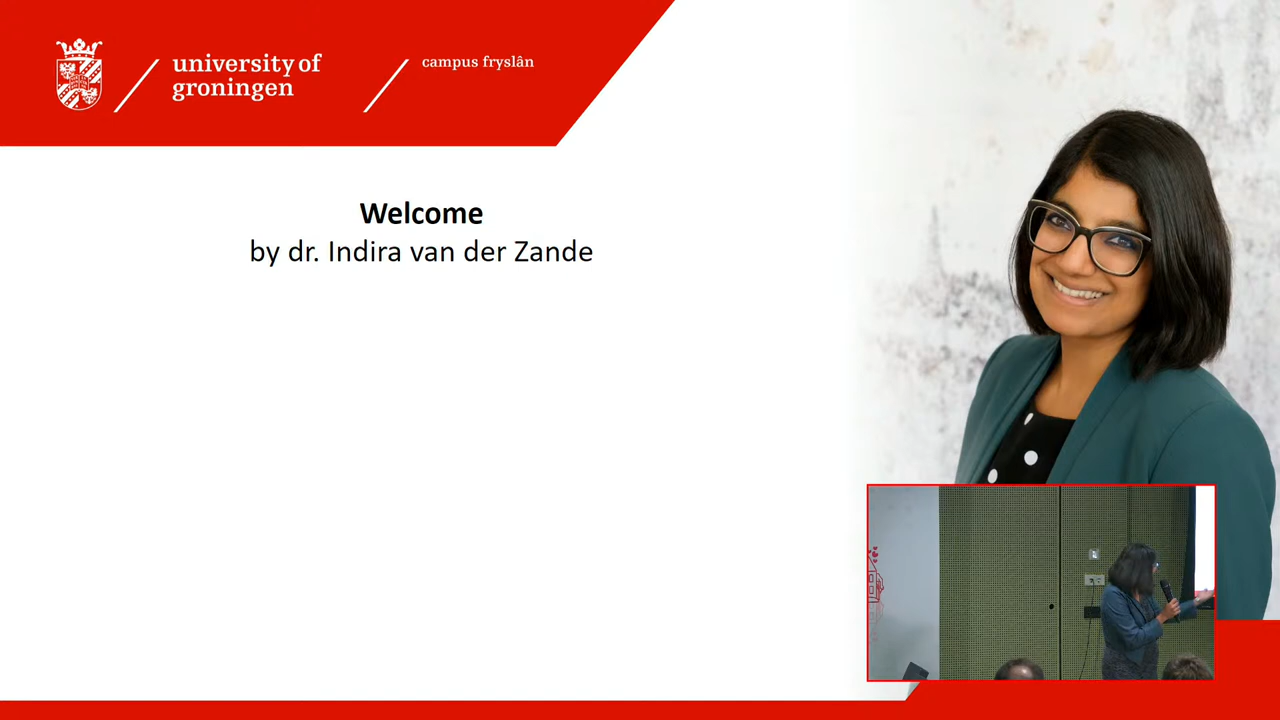 university of
groningen
campus fryslân
Welcome
by dr. Indira van der Zande